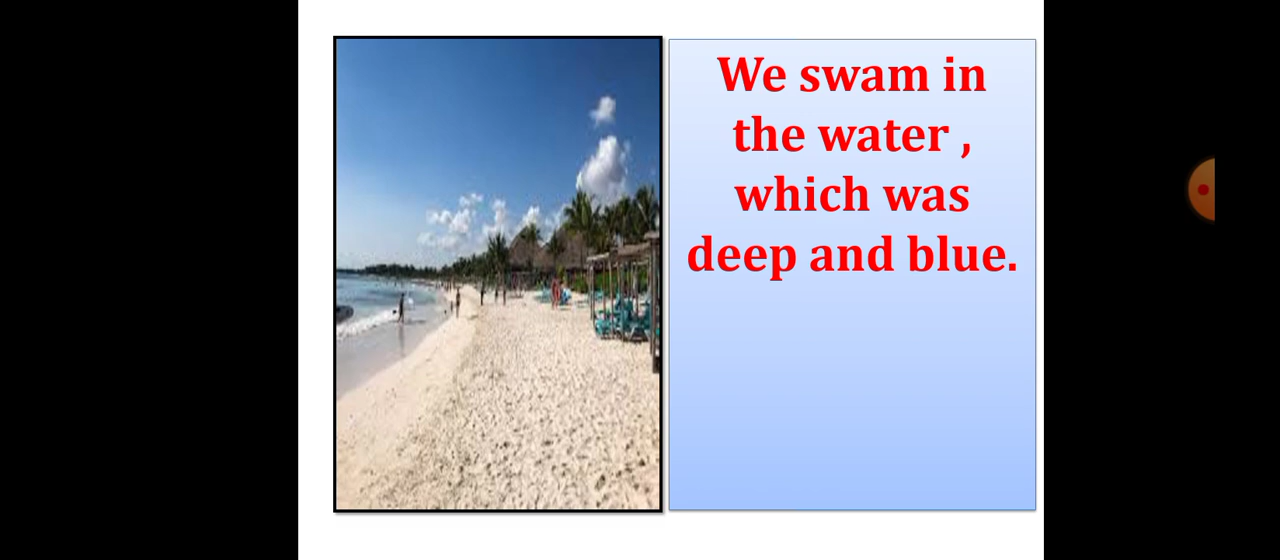 We swam in
the water ,
which was
deep and blue.